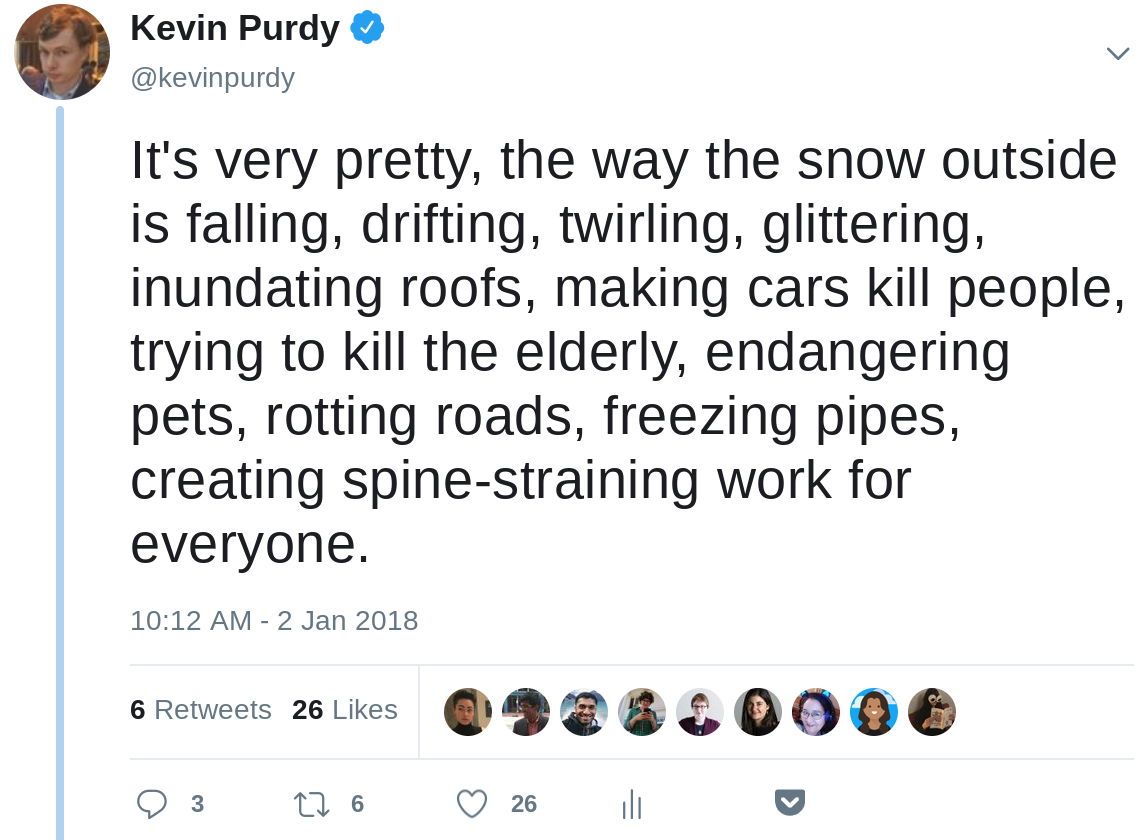 Kevin Purdy
@kevinpurdy
It's very pretty, the way the snow outside
is falling, drifting, twirling, glittering,
inundating roofs, making cars kill people,
trying to kill the elderly, endangering
pets, rotting roads, freezing pipes,
creating spine-straining work for
everyone.
10:12 AM - 2 Jan 2018
6 Retweets 26 Likes
3 6 26